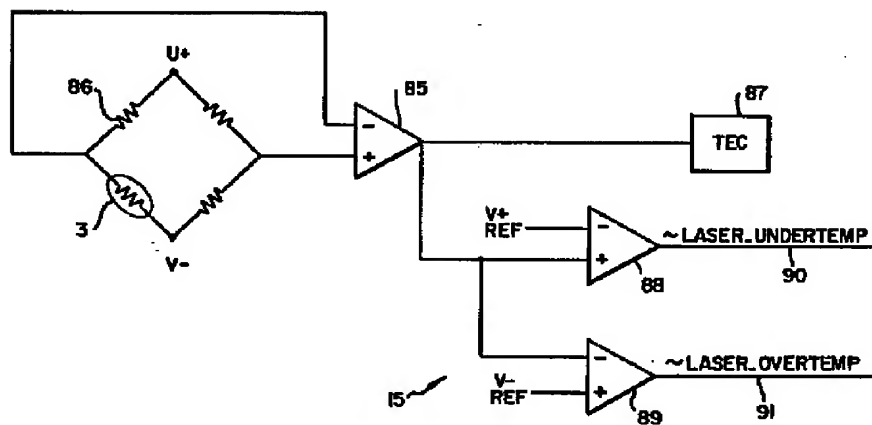 U+
86
85
87
-
+
TEC
3
V-
V+
REF
-
+
~LASER_UNDERTEMP
88
90
15
V-
REF
-
+
~LASER_OVERTEMP
89
91